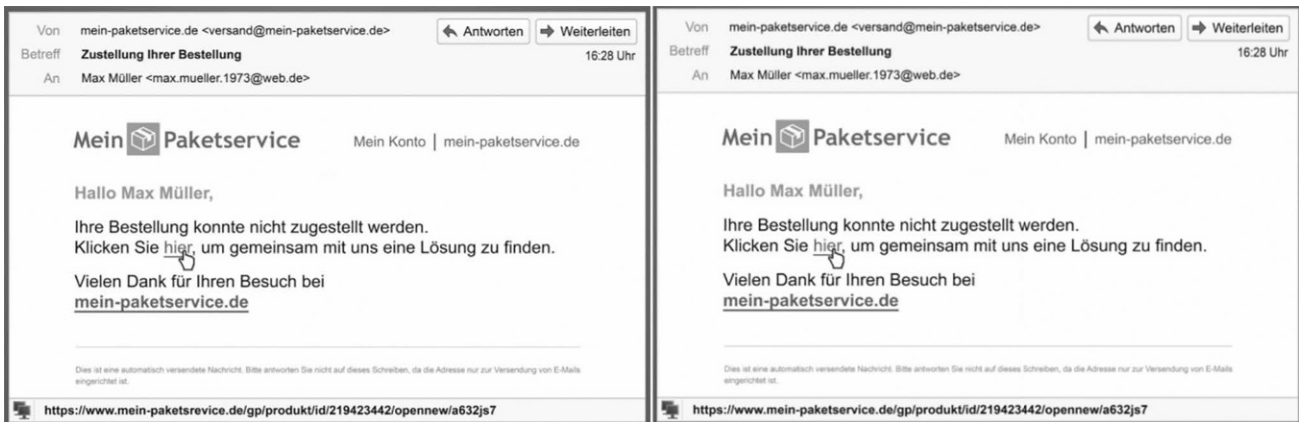 Von mein-paketservice.de <versand@mein-paketservice.de> Antworten Weiterleiten
Betreff Zustellung Ihrer Bestellung 16:28 Uhr
An Max Müller <max.mueller.1973@web.de>
Mein Paketservice Mein Konto | mein-paketservice.de
Hallo Max Müller,
Ihre Bestellung konnte nicht zugestellt werden.
Klicken Sie hier, um gemeinsam mit uns eine Lösung zu finden.
Vielen Dank für Ihren Besuch bei
mein-paketservice.de
Dies ist eine automatisch versendete Nachricht. Bitte antworten Sie nicht auf dieses Schreiben, da die Adresse nur zur Versendung von E-Mails
eingerichtet ist.
https://www.mein-paketsrevice.de/gp/produkt/id/219423442/opennew/a632js7
Von mein-paketservice.de <versand@mein-paketservice.de> Antworten Weiterleiten
Betreff Zustellung Ihrer Bestellung 16:28 Uhr
An Max Müller <max.mueller.1973@web.de>
Mein Paketservice Mein Konto | mein-paketservice.de
Hallo Max Müller,
Ihre Bestellung konnte nicht zugestellt werden.
Klicken Sie hier, um gemeinsam mit uns eine Lösung zu finden.
Vielen Dank für Ihren Besuch bei
mein-paketservice.de
Dies ist eine automatisch versendete Nachricht. Bitte antworten Sie nicht auf dieses Schreiben, da die Adresse nur zur Versendung von E-Mails
eingerichtet ist.
https://www.mein-paketservice.de/gp/produkt/id/219423442/opennew/a632js7